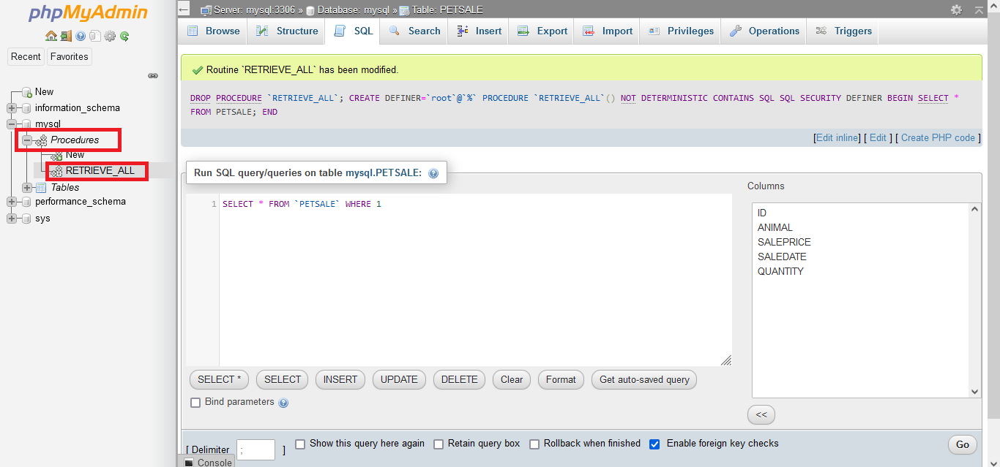 phpMyAdmin
Recent Favorites
New
information_schema
mysql
Procedures
New
RETRIEVE_ALL
Tables
performance_schema
sys
Server: mysql:3306 » Database: mysql » Table: PETSALE
Browse Structure SQL Search Insert Export Import Privileges Operations Triggers
Routine `RETRIEVE_ALL` has been modified.
DROP PROCEDURE `RETRIEVE_ALL`; CREATE DEFINER=`root`@`%` PROCEDURE `RETRIEVE_ALL`() NOT DETERMINISTIC CONTAINS SQL SQL SECURITY DEFINER BEGIN SELECT *
FROM PETSALE; END
[Edit inline] [ Edit ] [ Create PHP code ]
Run SQL query/queries on table mysql.PETSALE:
1 SELECT * FROM `PETSALE` WHERE 1
Columns
ID
ANIMAL
SALEPRICE
SALEDATE
QUANTITY
SELECT * SELECT INSERT UPDATE DELETE Clear Format Get auto-saved query
Bind parameters
<<
[ Delimiter ; ] Show this query here again Retain query box Rollback when finished Enable foreign key checks Go
Console